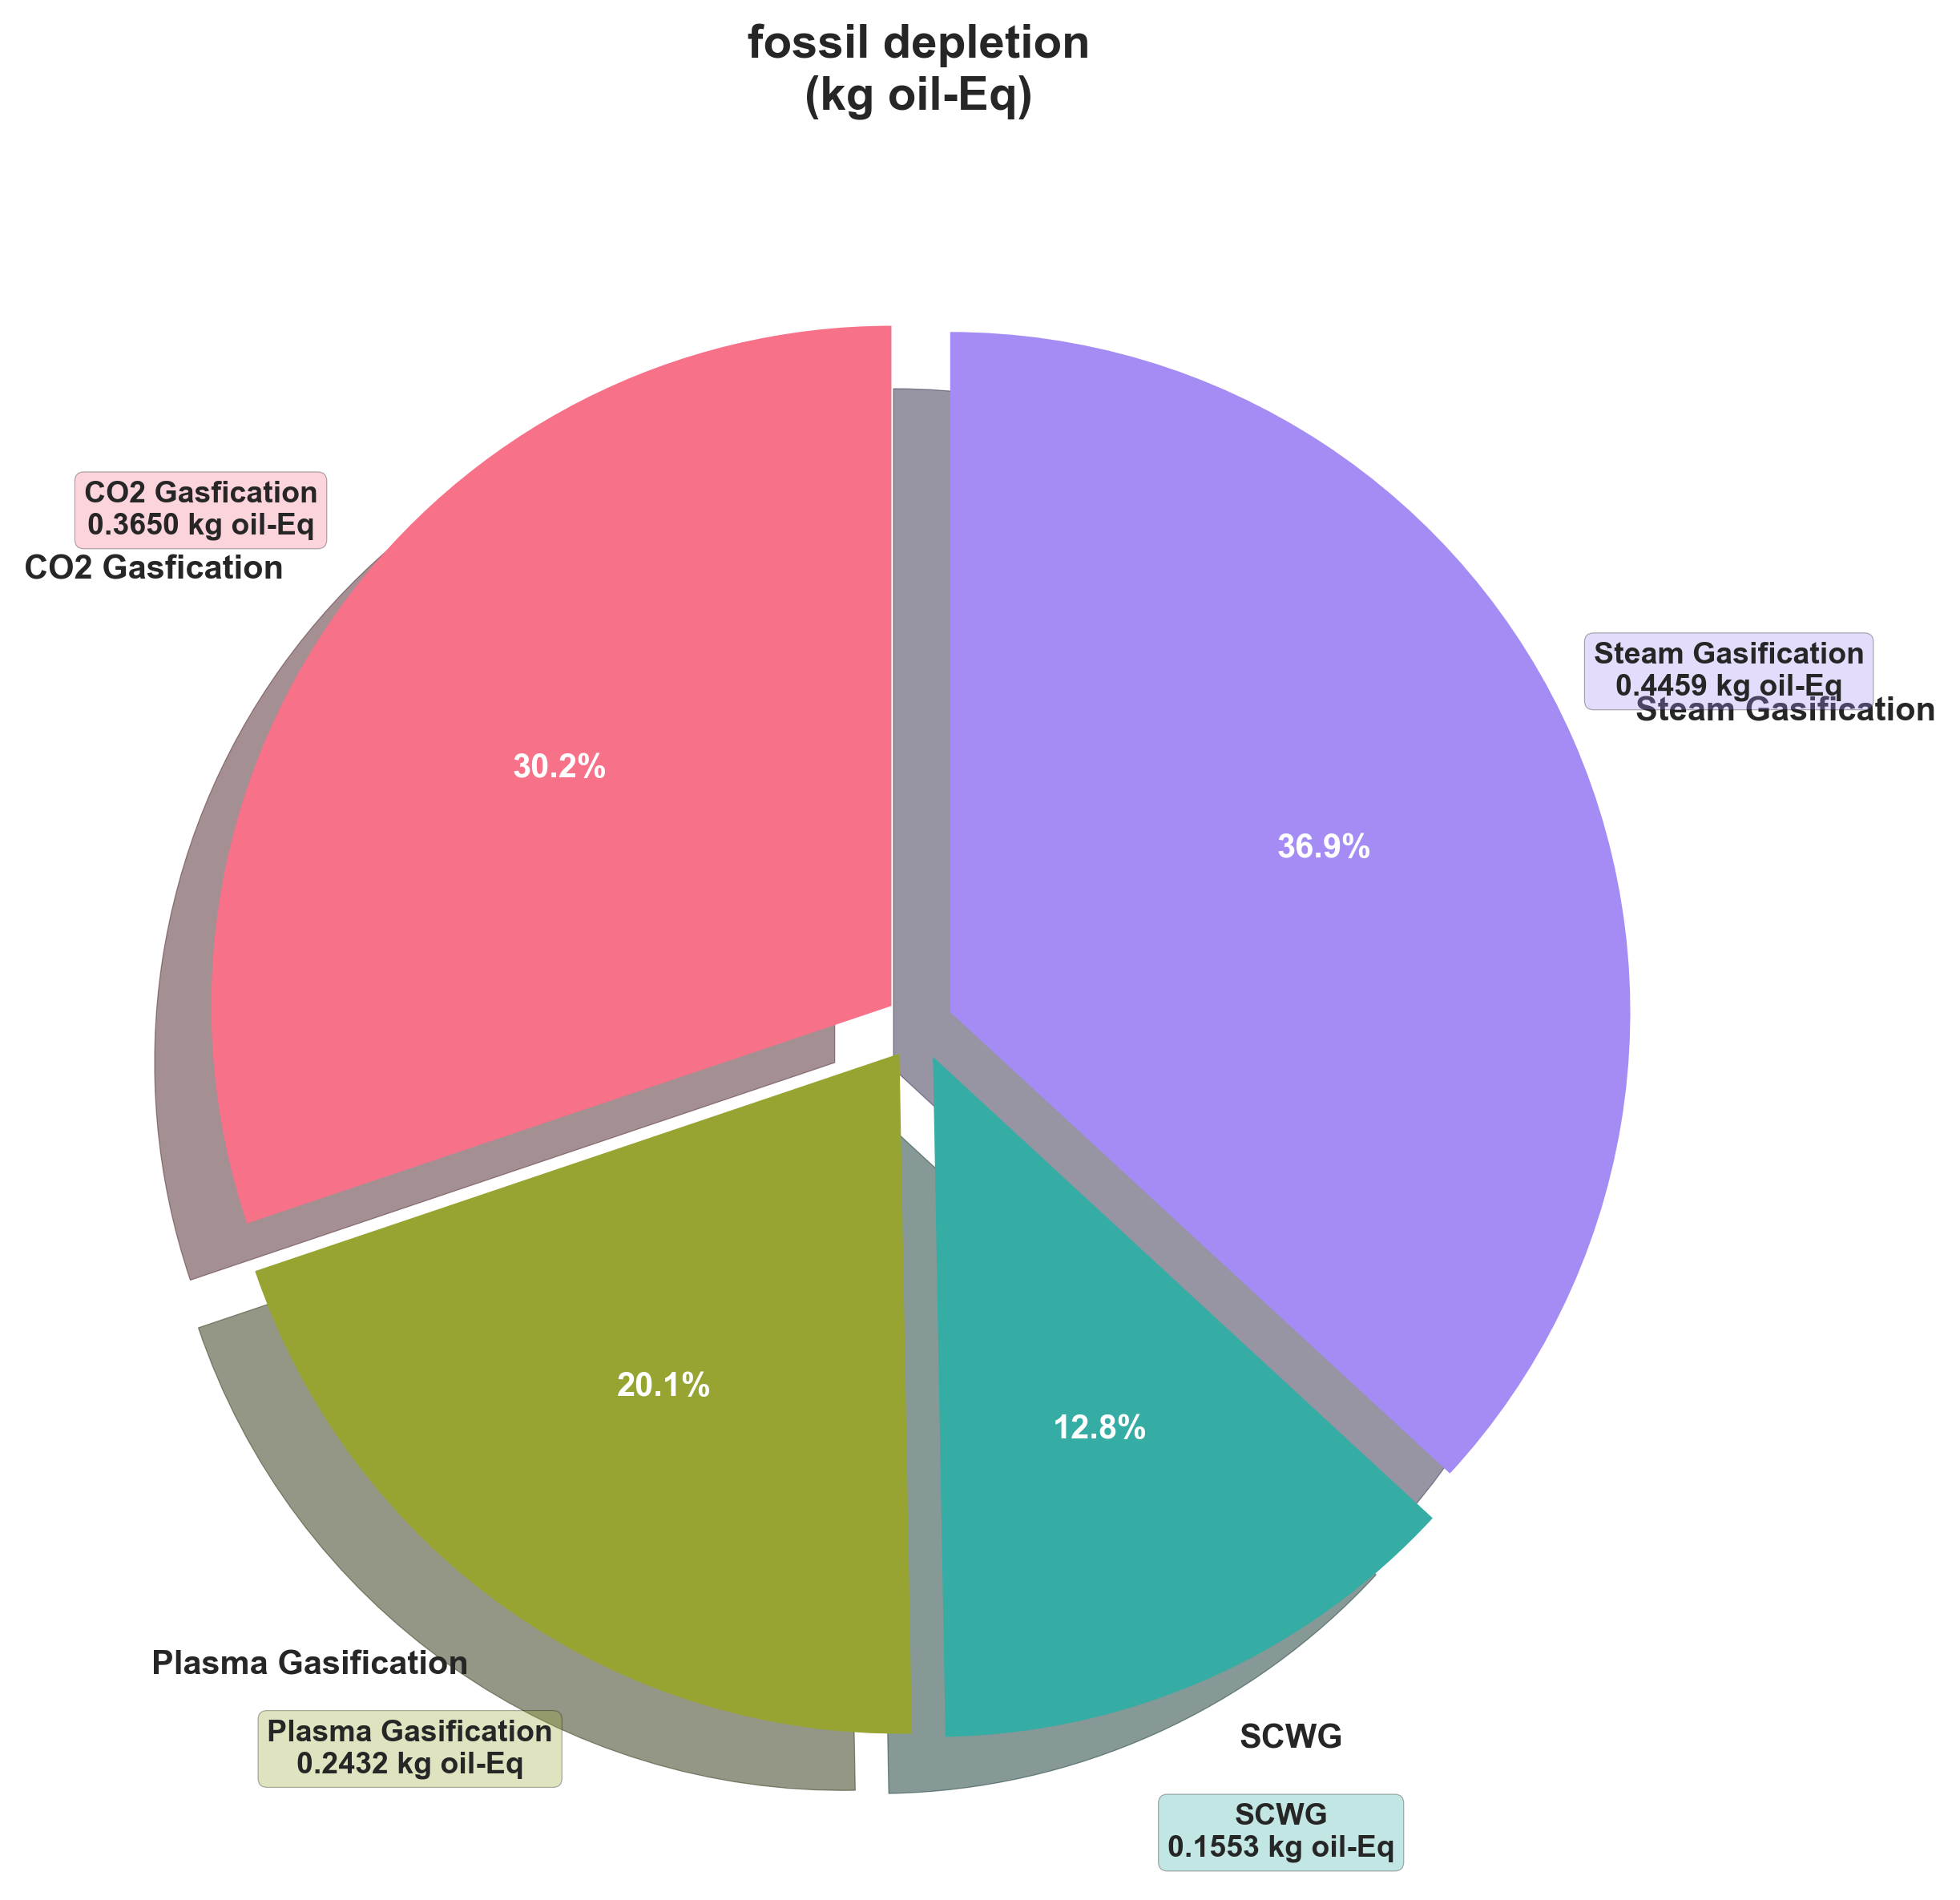 fossil depletion
(kg oil-Eq)
CO2 Gasfication
0.3650 kg oil-Eq
CO2 Gasfication
Steam Gasification
0.4459 kg oil-Eq
Steam Gasification
30.2%
36.9%
20.1%
12.8%
Plasma Gasification
Plasma Gasification
0.2432 kg oil-Eq
SCWG
SCWG
0.1553 kg oil-Eq